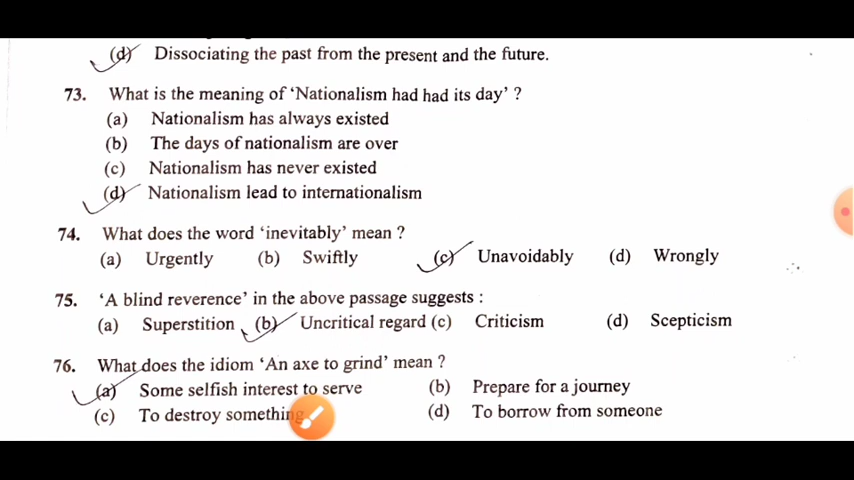 (d) Dissociating the past from the present and the future.
73. What is the meaning of ‘Nationalism had had its day’ ?
(a) Nationalism has always existed
(b) The days of nationalism are over
(c) Nationalism has never existed
(d) Nationalism lead to internationalism
74. What does the word ‘inevitably’ mean ?
(a) Urgently (b) Swiftly (c) Unavoidably (d) Wrongly
75. ‘A blind reverence’ in the above passage suggests :
(a) Superstition (b) Uncritical regard (c) Criticism (d) Scepticism
76. What does the idiom ‘An axe to grind’ mean ?
(a) Some selfish interest to serve (b) Prepare for a journey
(c) To destroy something (d) To borrow from someone